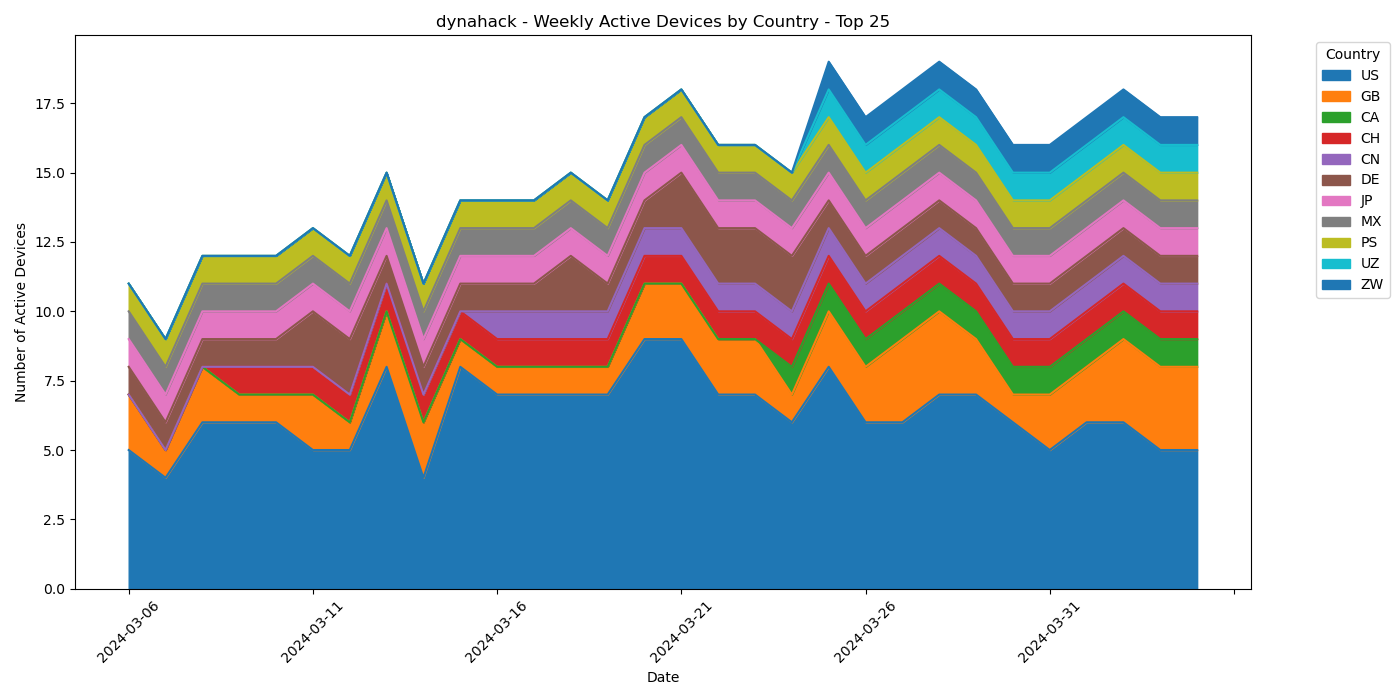 dynahack - Weekly Active Devices by Country - Top 25
Number of Active Devices
17.5
15.0
12.5
10.0
7.5
5.0
2.5
0.0
2024-03-06
2024-03-11
2024-03-16
2024-03-21
2024-03-26
2024-03-31
Date
Country
US
GB
CA
CH
CN
DE
JP
MX
PS
UZ
ZW